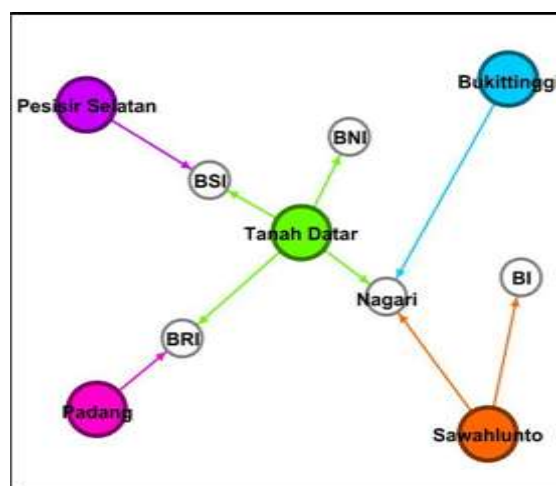 Bukittinggi
Pesisir Selatan
BNI
BSI
Tanah Datar
BI
Nagari
BRI
Padang
Sawahlunto